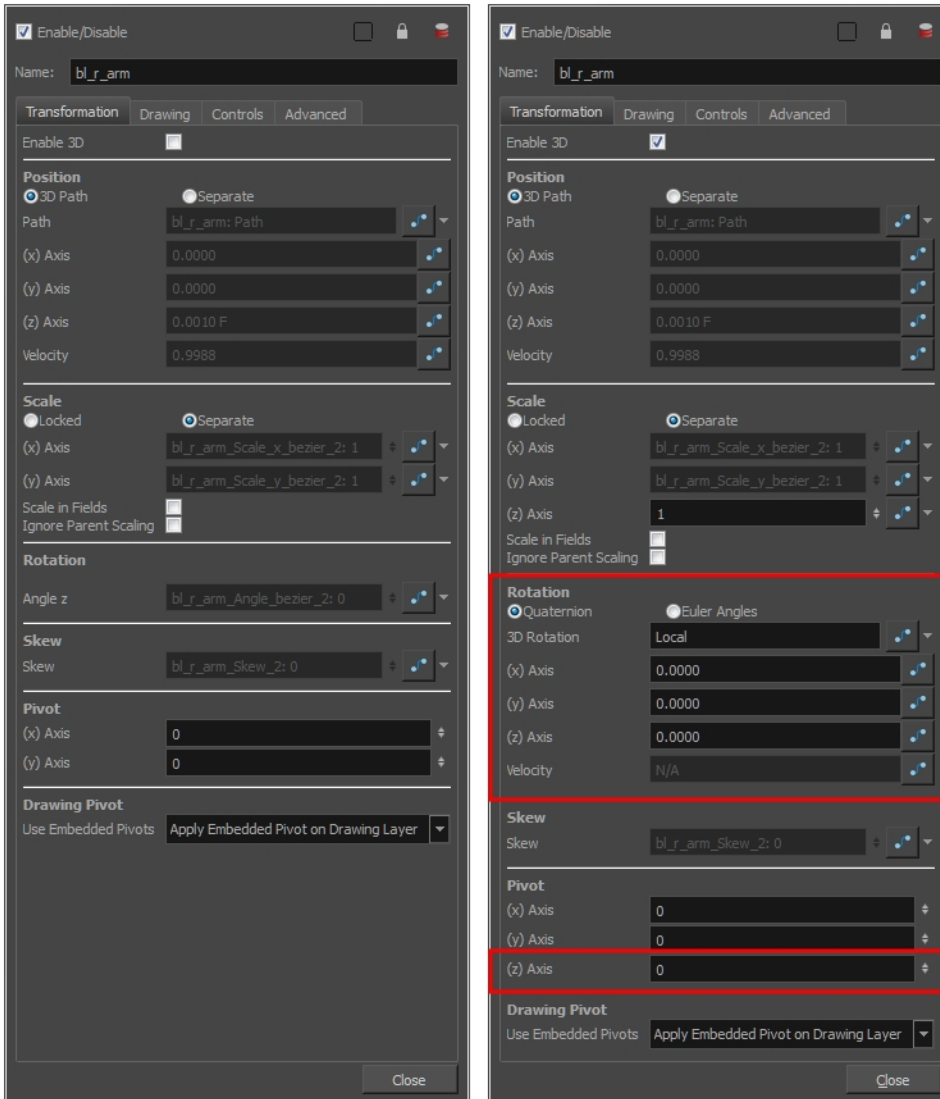 Enable/Disable
Name: bl_r_arm
Transformation Drawing Controls Advanced
Enable 3D
Position
3D Path Separate
Path bl_r_arm: Path
(x) Axis 0.0000
(y) Axis 0.0000
(z) Axis 0.0010 F
Velocity 0.9988
Scale
Locked Separate
(x) Axis bl_r_arm_Scale_x_bezier_2: 1
(y) Axis bl_r_arm_Scale_y_bezier_2: 1
Scale in Fields
Ignore Parent Scaling
Rotation
Angle z bl_r_arm_Angle_bezier_2: 0
Skew
Skew bl_r_arm_Skew_2: 0
Pivot
(x) Axis 0
(y) Axis 0
Drawing Pivot
Use Embedded Pivots Apply Embedded Pivot on Drawing Layer
Close
Enable/Disable
Name: bl_r_arm
Transformation Drawing Controls Advanced
Enable 3D
Position
3D Path Separate
Path bl_r_arm: Path
(x) Axis 0.0000
(y) Axis 0.0000
(z) Axis 0.0010 F
Velocity 0.9988
Scale
Locked Separate
(x) Axis bl_r_arm_Scale_x_bezier_2: 1
(y) Axis bl_r_arm_Scale_y_bezier_2: 1
(z) Axis 1
Scale in Fields
Ignore Parent Scaling
Rotation
Quaternion Euler Angles
3D Rotation Local
(x) Axis 0.0000
(y) Axis 0.0000
(z) Axis 0.0000
Velocity N/A
Skew
Skew bl_r_arm_Skew_2: 0
Pivot
(x) Axis 0
(y) Axis 0
(z) Axis 0
Drawing Pivot
Use Embedded Pivots Apply Embedded Pivot on Drawing Layer
Close